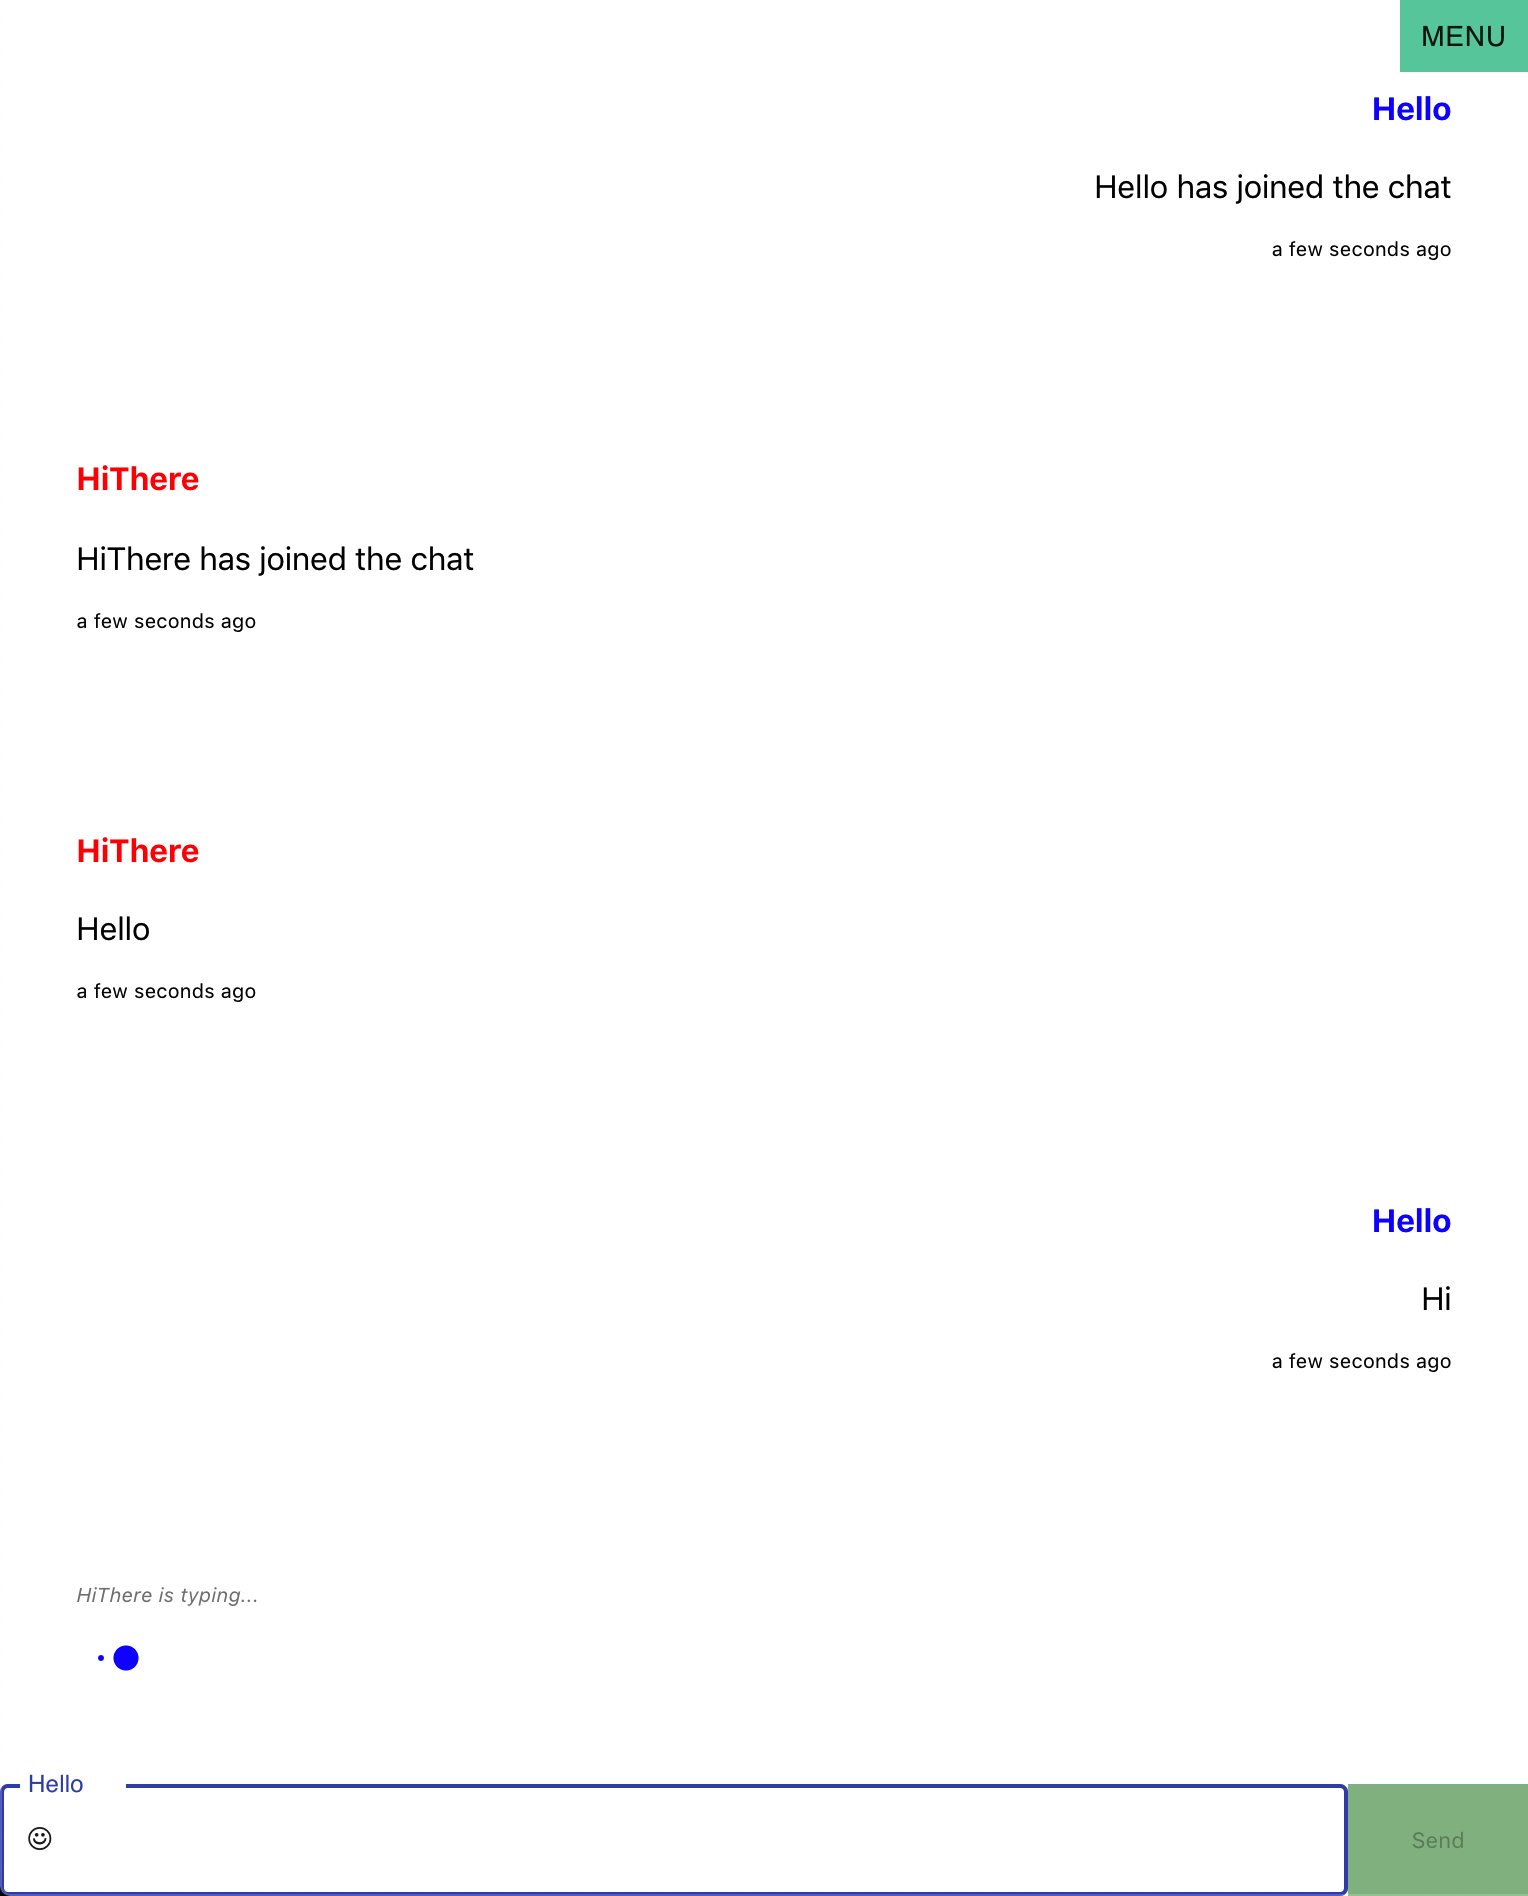 MENU
Hello
Hello has joined the chat
a few seconds ago
HiThere
HiThere has joined the chat
a few seconds ago
HiThere
Hello
a few seconds ago
Hello
Hi
a few seconds ago
HiThere is typing...
Hello
Send